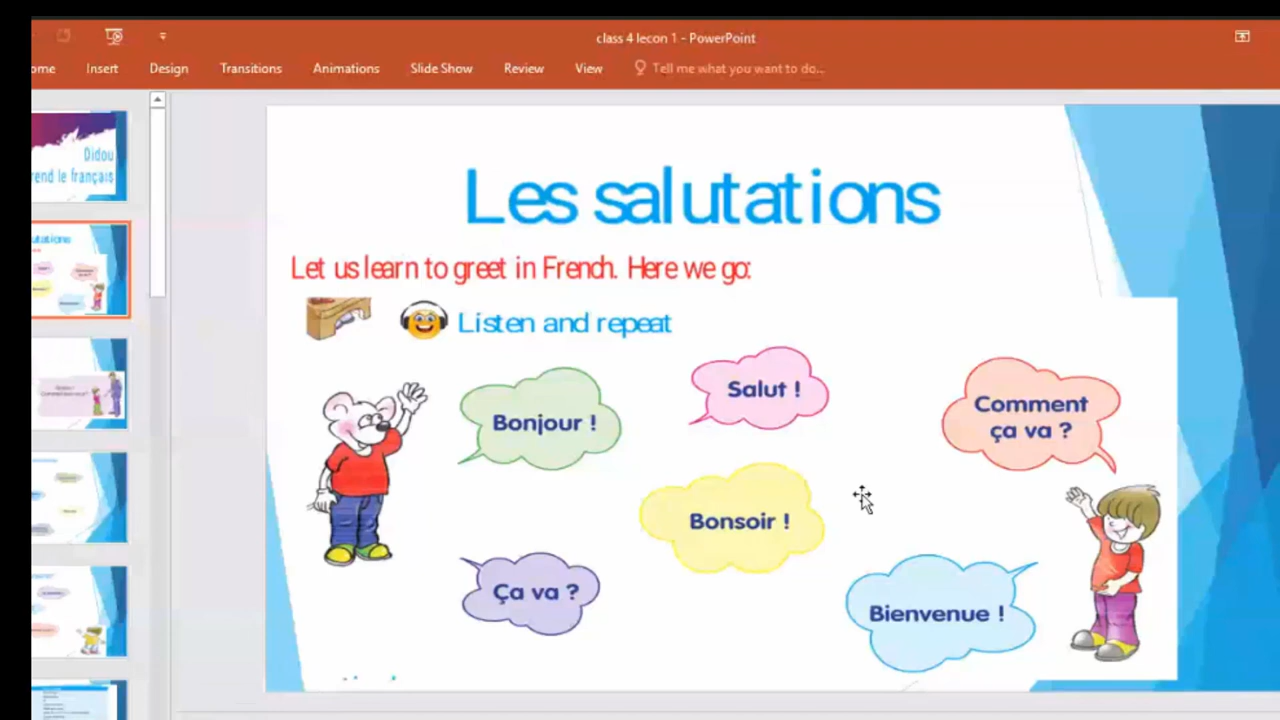 class 4 lecon 1 - PowerPoint
ome Insert Design Transitions Animations Slide Show Review View Tell me what you want to do...
Didou
rend le français
Les salutations
Let us learn to greet in French. Here we go:
Listen and repeat
Bonjour !
Salut !
Comment
ça va ?
Bonsoir !
Ça va ?
Bienvenue !